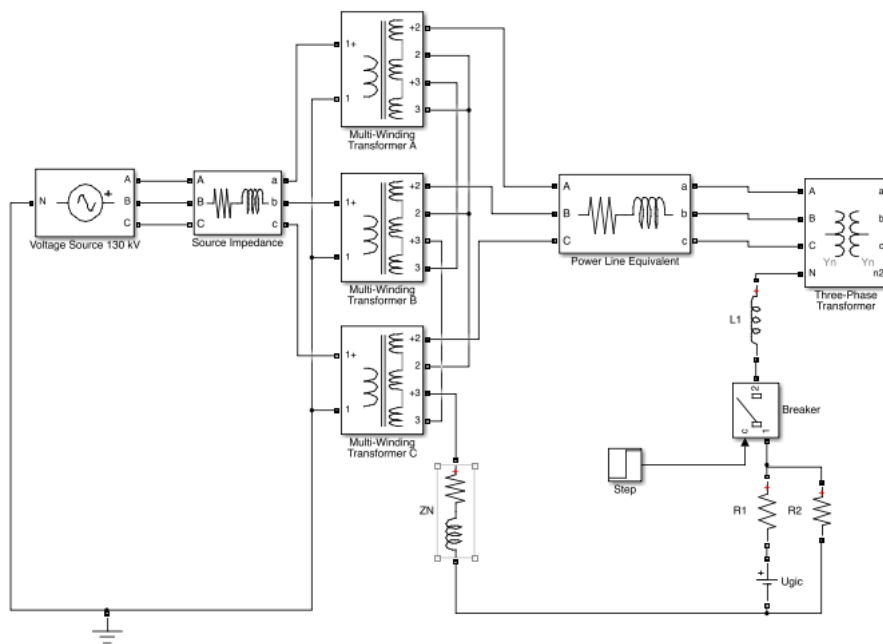 +2
1+
2
+3
1
3
Multi-Winding
Transformer A
A
N
+
B
C
Voltage Source 130 kV
A
a
B
b
C
c
Source Impedance
+2
1+
2
+3
1
3
Multi-Winding
Transformer B
A
a
B
b
C
c
Power Line Equivalent
A
a
B
b
C
c
Yn
Yn
N
n2
Three-Phase
Transformer
+2
1+
2
+3
1
3
Multi-Winding
Transformer C
+
L1
2
Breaker
c
1
Step
+
ZN
+
R1
+
R2
+
Ugic